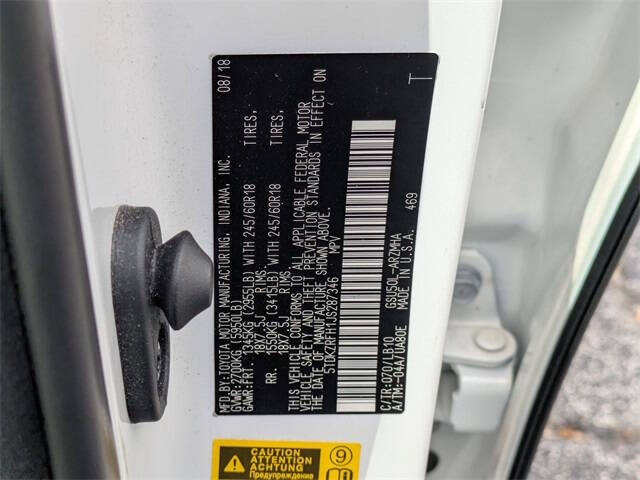 MFD.BY:TOYOTA MOTOR MANUFACTURING, INDIANA, INC. 08/18
GVWR:2700KG (5950LB)
GAWR:FRT. 1345KG (2955LB) WITH 245/60R18 TIRES,
18X7.5J RIMS,
RR. 1550KG (3415LB) WITH 245/60R18 TIRES,
18X7.5J RIMS,
THIS VEHICLE CONFORMS TO ALL APPLICABLE FEDERAL MOTOR
VEHICLE SAFETY AND THEFT PREVENTION STANDARDS IN EFFECT ON
THE DATE OF MANUFACTURE SHOWN ABOVE.
5TDKZRFH1JS287346 MPV T
C/TR:070/LB10 GSU50L-ARZMHA
A/TM:-04A/UA80E MADE IN U.S.A. 469
CAUTION
ATTENTION
ACHTUNG
Предупреждение
9